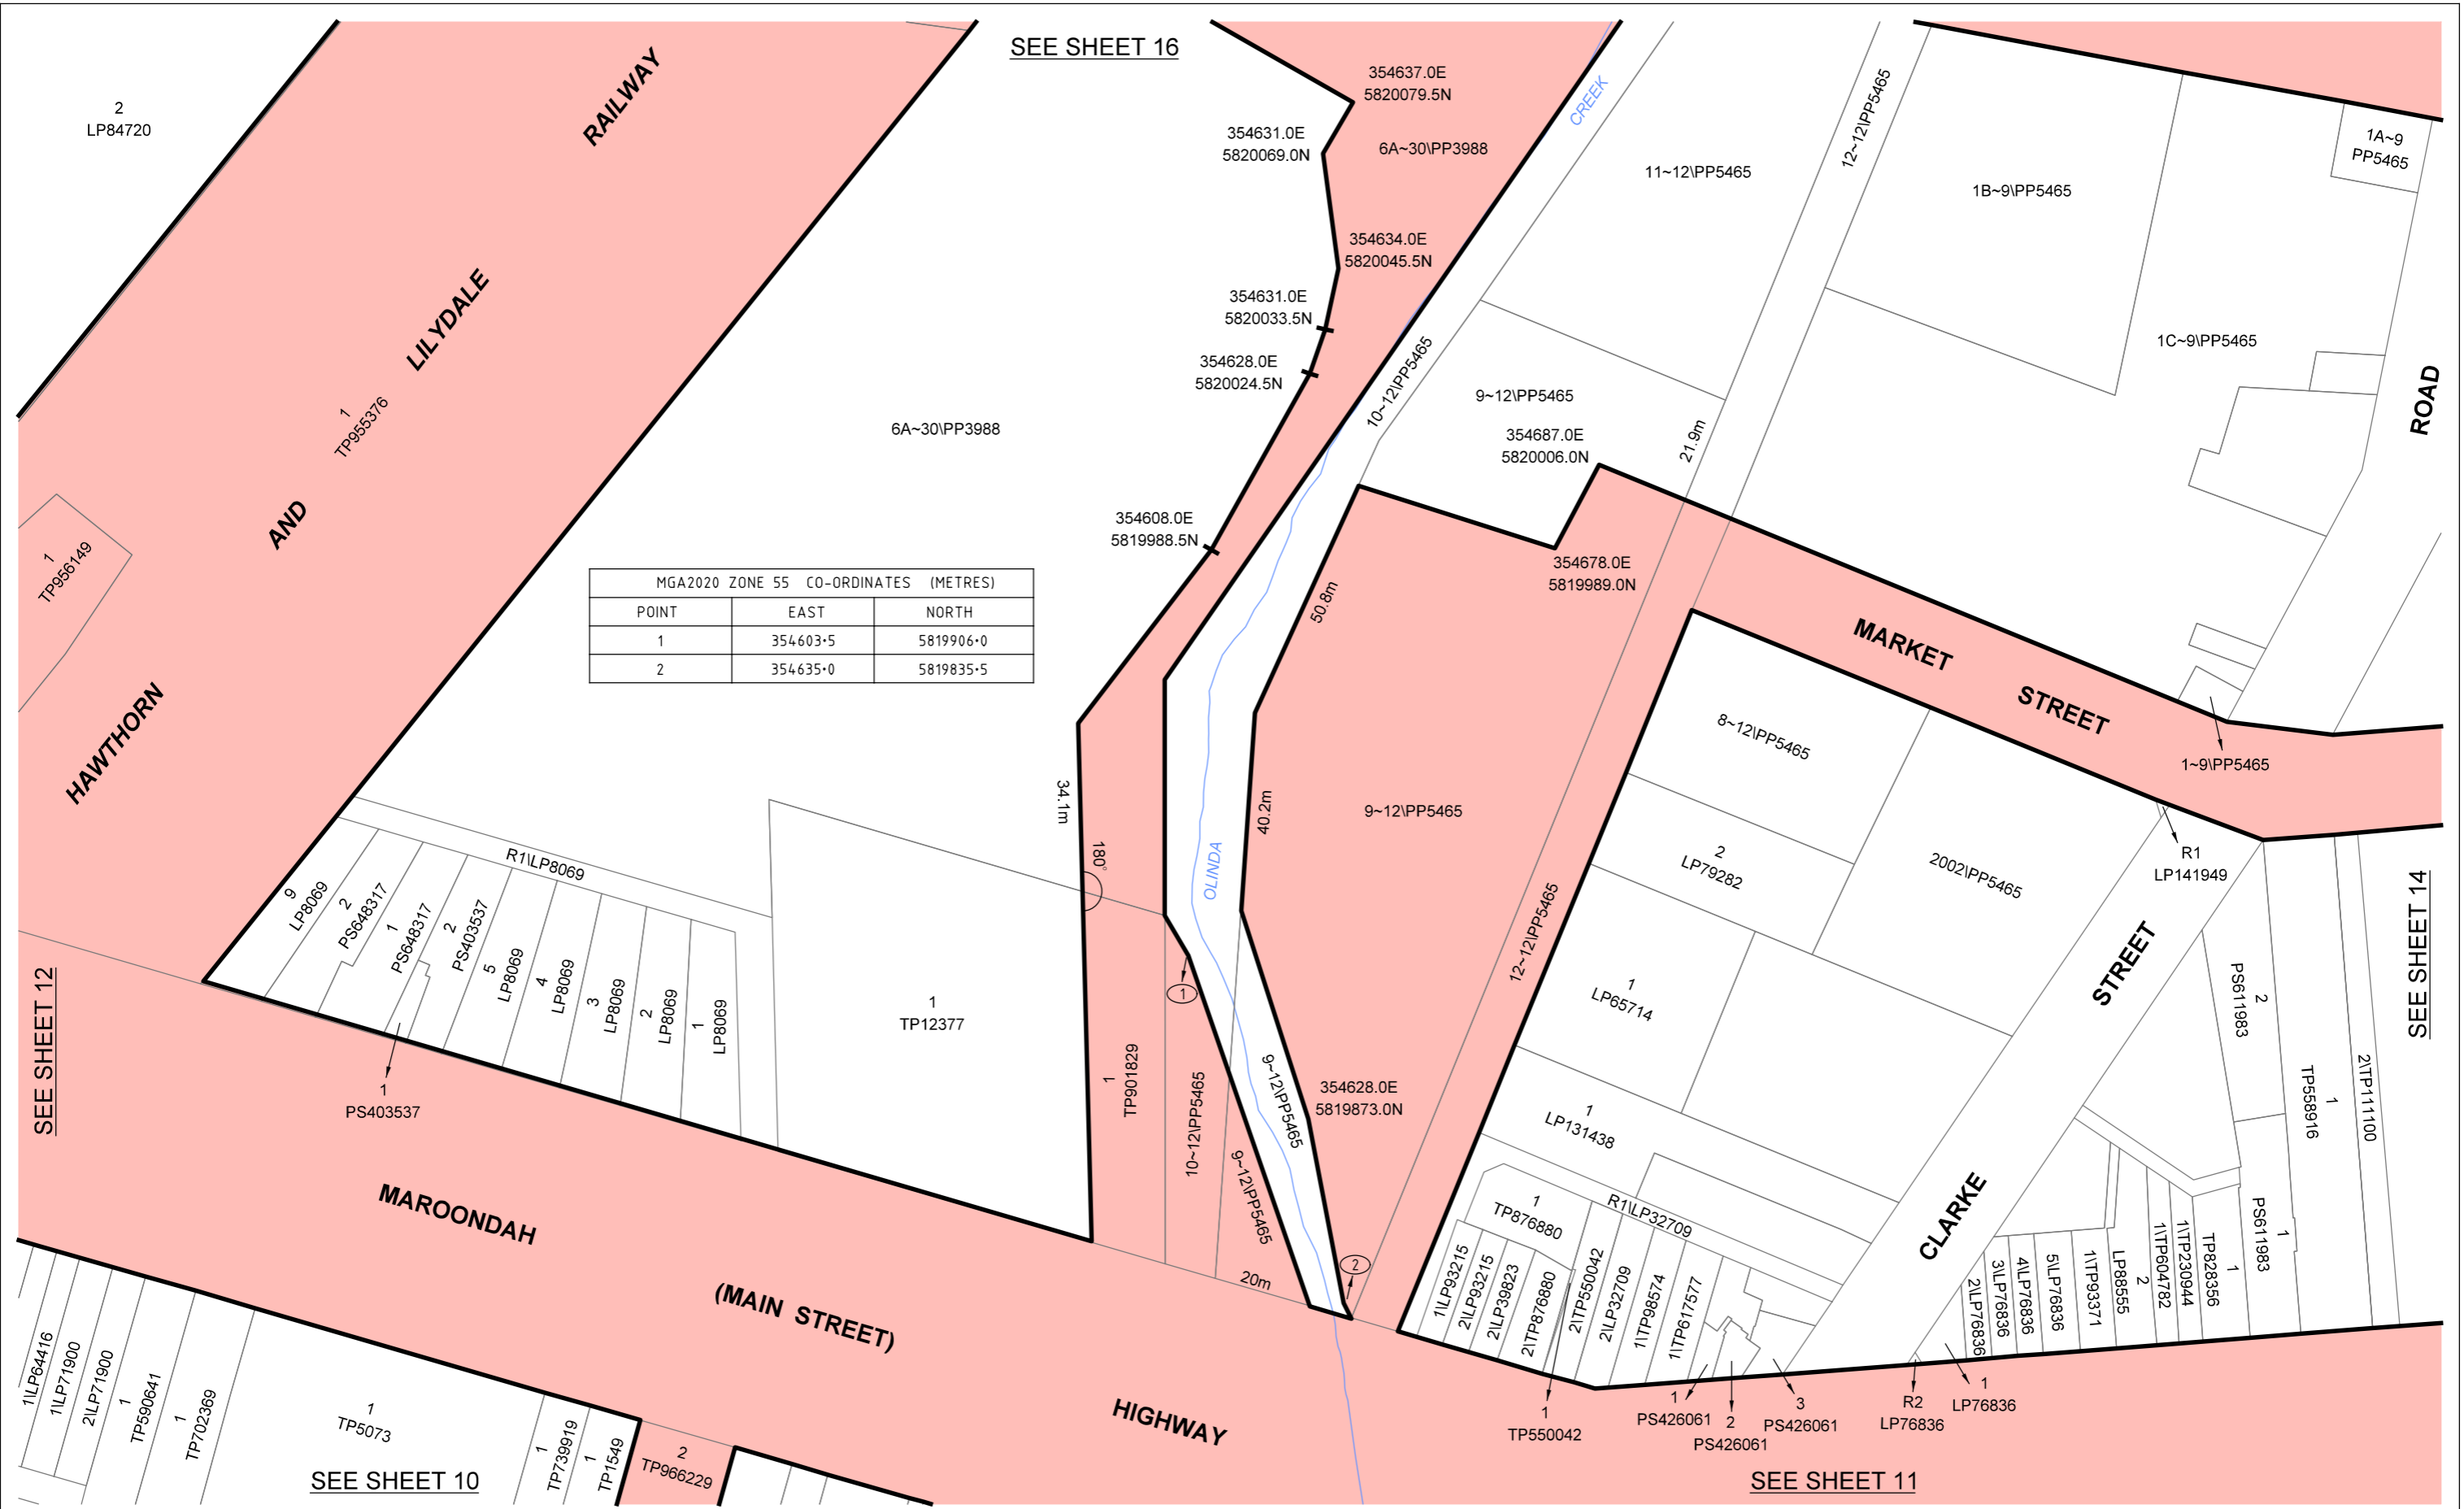 SEE SHEET 16
2
LP84720
RAILWAY
LILYDALE
AND
HAWTHORN
1
TP955376
1
TP956149
354637.0E
5820079.5N
354631.0E
5820069.0N
6A~30\PP3988
354634.0E
5820045.5N
354631.0E
5820033.5N
354628.0E
5820024.5N
6A~30\PP3988
354608.0E
5819988.5N
CREEK
11~12\PP5465
12~12\PP5465
1B~9\PP5465
1A~9
PP5465
1C~9\PP5465
ROAD
10~12\PP5465
9~12\PP5465
354687.0E
5820006.0N
21.9m
354678.0E
5819989.0N
50.8m
MGA2020 ZONE 55 CO-ORDINATES (METRES)
POINT EAST NORTH
1 354603·5 5819906·0
2 354635·0 5819835·5
MARKET
STREET
1~9\PP5465
34.1m
180°
40.2m
OLINDA
9~12\PP5465
8~12\PP5465
2
LP79282
2002\PP5465
R1
LP141949
SEE SHEET 14
R1\LP8069
9
LP8069
2
PS648317
1
PS648317
2
PS403537
5
LP8069
4
LP8069
3
LP8069
2
LP8069
1
LP8069
1
PS403537
1
TP12377
SEE SHEET 12
1
1
TP901829
10~12\PP5465
9~12\PP5465
9~12\PP5465
354628.0E
5819873.0N
20m
2
12~12\PP5465
1
LP65714
1
LP131438
STREET
CLARKE
2
PS611983
1
TP558916
2\TP111100
R1\LP32709
1
TP876880
1\LP93215
2\LP93215
2\LP39823
2\TP876880
2\TP550042
2\LP32709
1\TP98574
1\TP617577
2\LP76836
3\LP76836
4\LP76836
5\LP76836
1\TP93371
2
LP88555
1\TP604782
1\TP230944
1
TP828356
1
PS611983
1
TP550042
1
PS426061
2
PS426061
3
PS426061
R2
LP76836
1
LP76836
MAROONDAH
(MAIN STREET)
HIGHWAY
1\LP64416
1\LP71900
2\LP71900
1
TP590641
1
TP702369
1
TP5073
1
TP739919
1
TP1549
2
TP966229
SEE SHEET 10
SEE SHEET 11